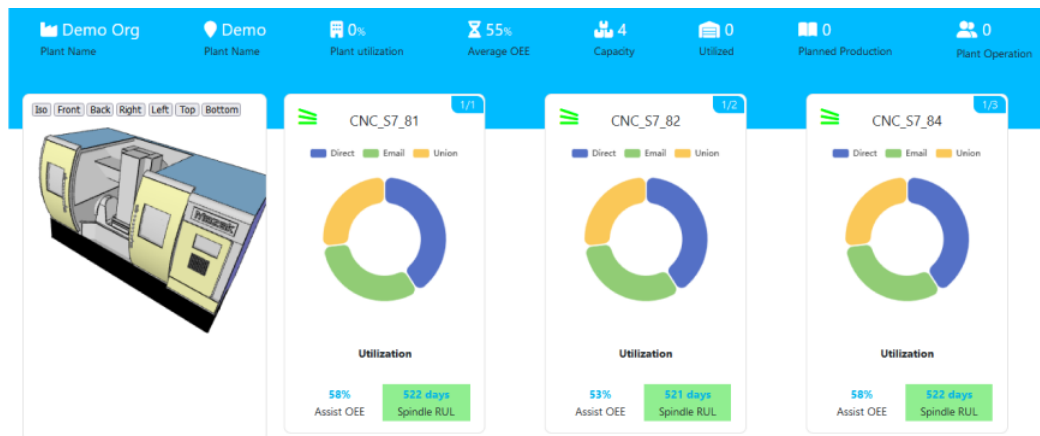 Demo Org
Plant Name
Demo
Plant Name
0%
Plant utilization
55%
Average OEE
4
Capacity
0
Utilized
0
Planned Production
0
Plant Operation
Iso Front Back Right Left Top Bottom
Mazak
1/1
CNC_S7_81
Direct Email Union
Utilization
58%
Assist OEE
522 days
Spindle RUL
1/2
CNC_S7_82
Direct Email Union
Utilization
53%
Assist OEE
521 days
Spindle RUL
1/3
CNC_S7_84
Direct Email Union
Utilization
58%
Assist OEE
522 days
Spindle RUL